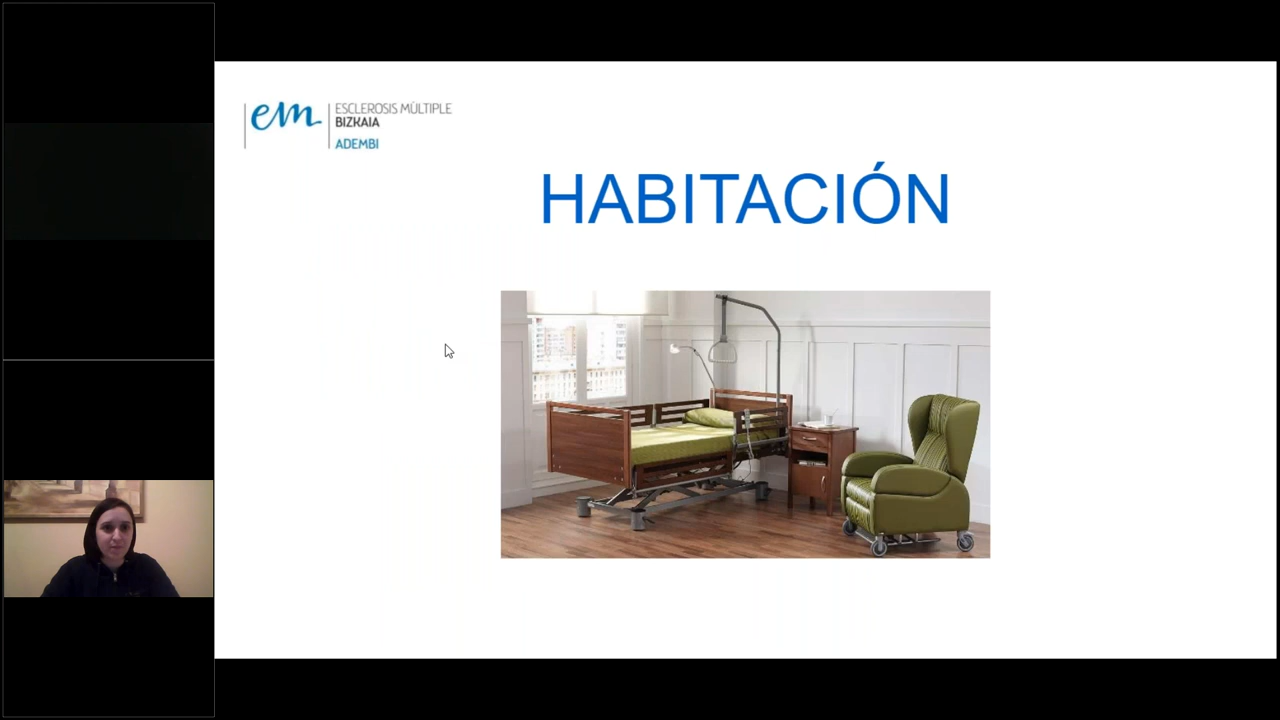 em
ESCLEROSIS MÚLTIPLE
BIZKAIA
ADEMBI
HABITACIÓN